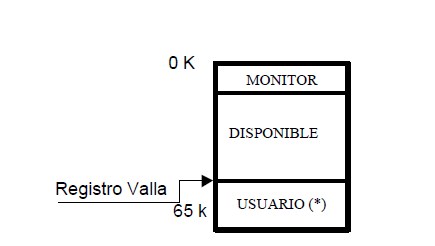 0 K
MONITOR
DISPONIBLE
Registro Valla
65 k
USUARIO (*)